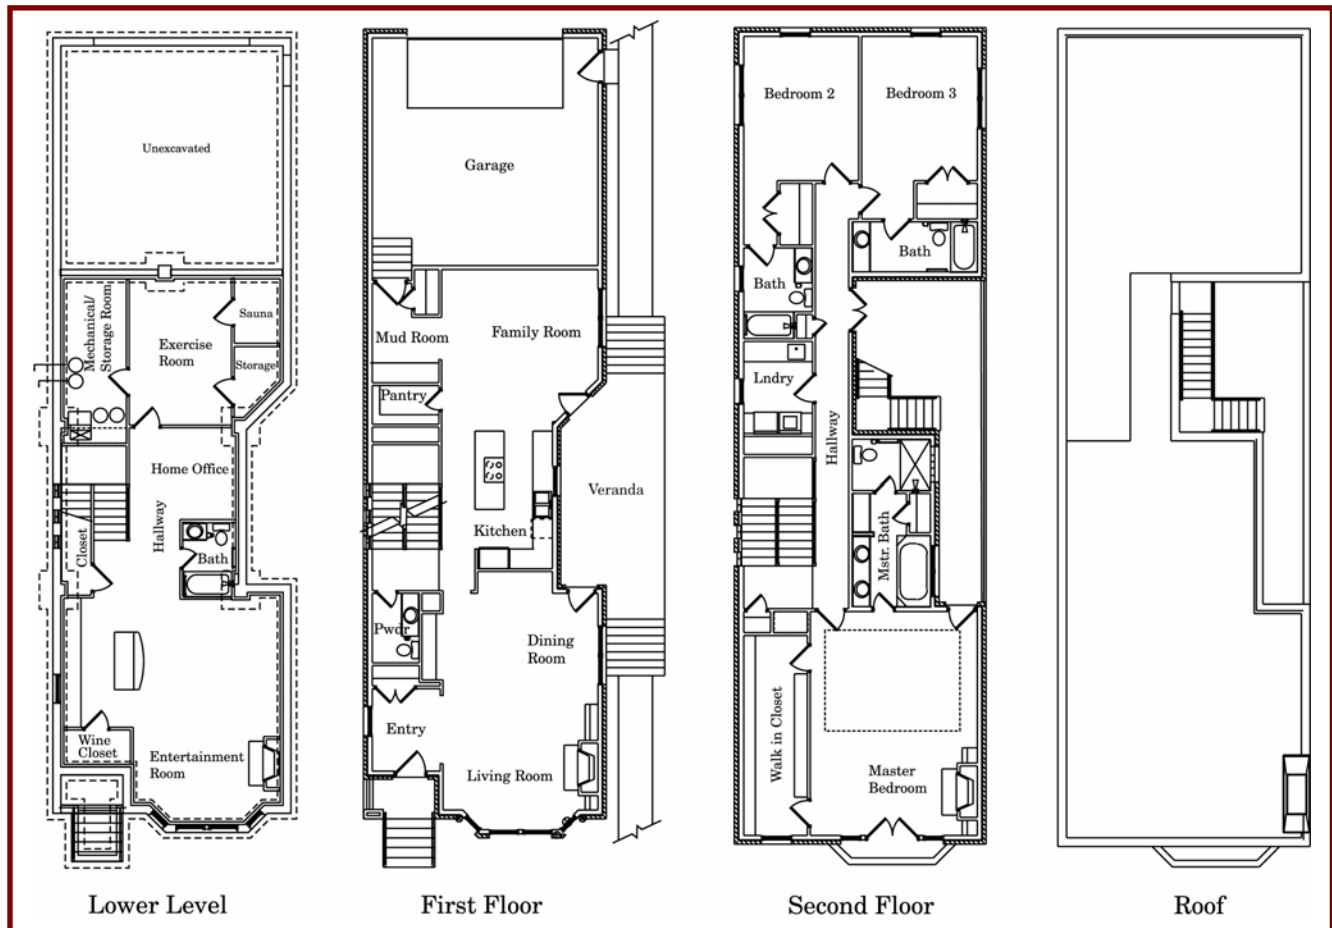 Unexcavated
Mechanical/
Storage Room
Exercise
Room
Sauna
Storage
Home Office
Hallway
Closet
Bath
Wine
Closet
Entertainment
Room
Lower Level
Garage
Mud Room
Family Room
Pantry
Veranda
Kitchen
Pwdr
Dining
Room
Entry
Living Room
First Floor
Bedroom 2
Bedroom 3
Bath
Bath
Lndry
Hallway
Mstr. Bath
Walk in Closet
Master
Bedroom
Second Floor
Roof